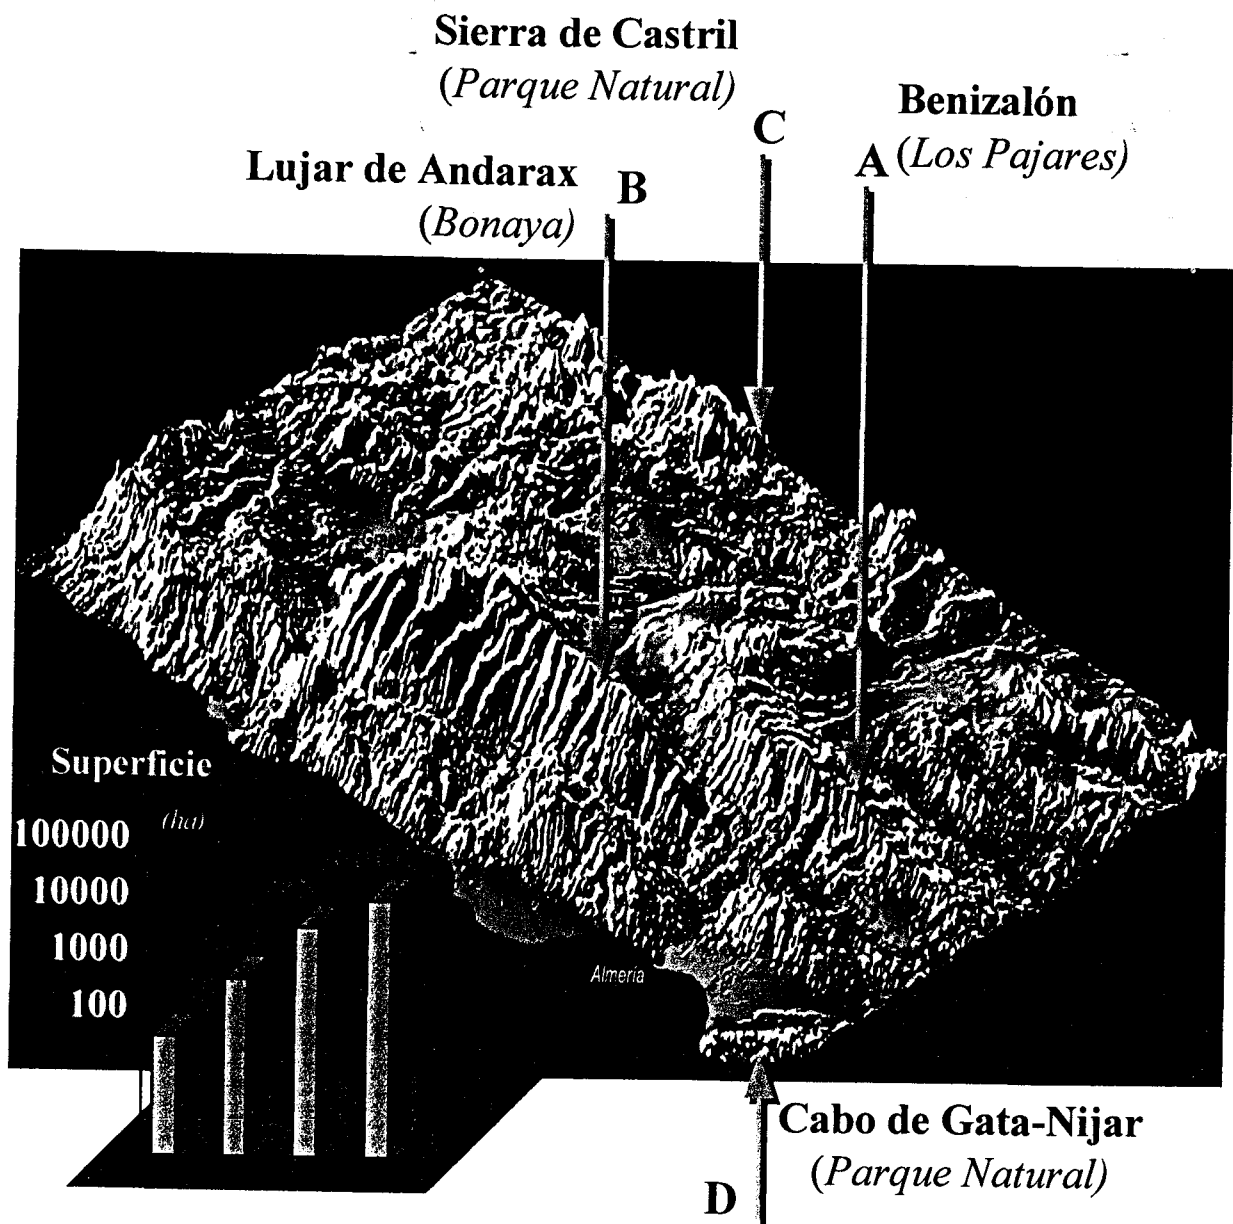 Sierra de Castril
(Parque Natural)
C
Benizalón
A (Los Pajares)
Lujar de Andarax
B
(Bonaya)
Superficie
(ha)
100000
10000
1000
100
Almería
Cabo de Gata-Nijar
(Parque Natural)
D